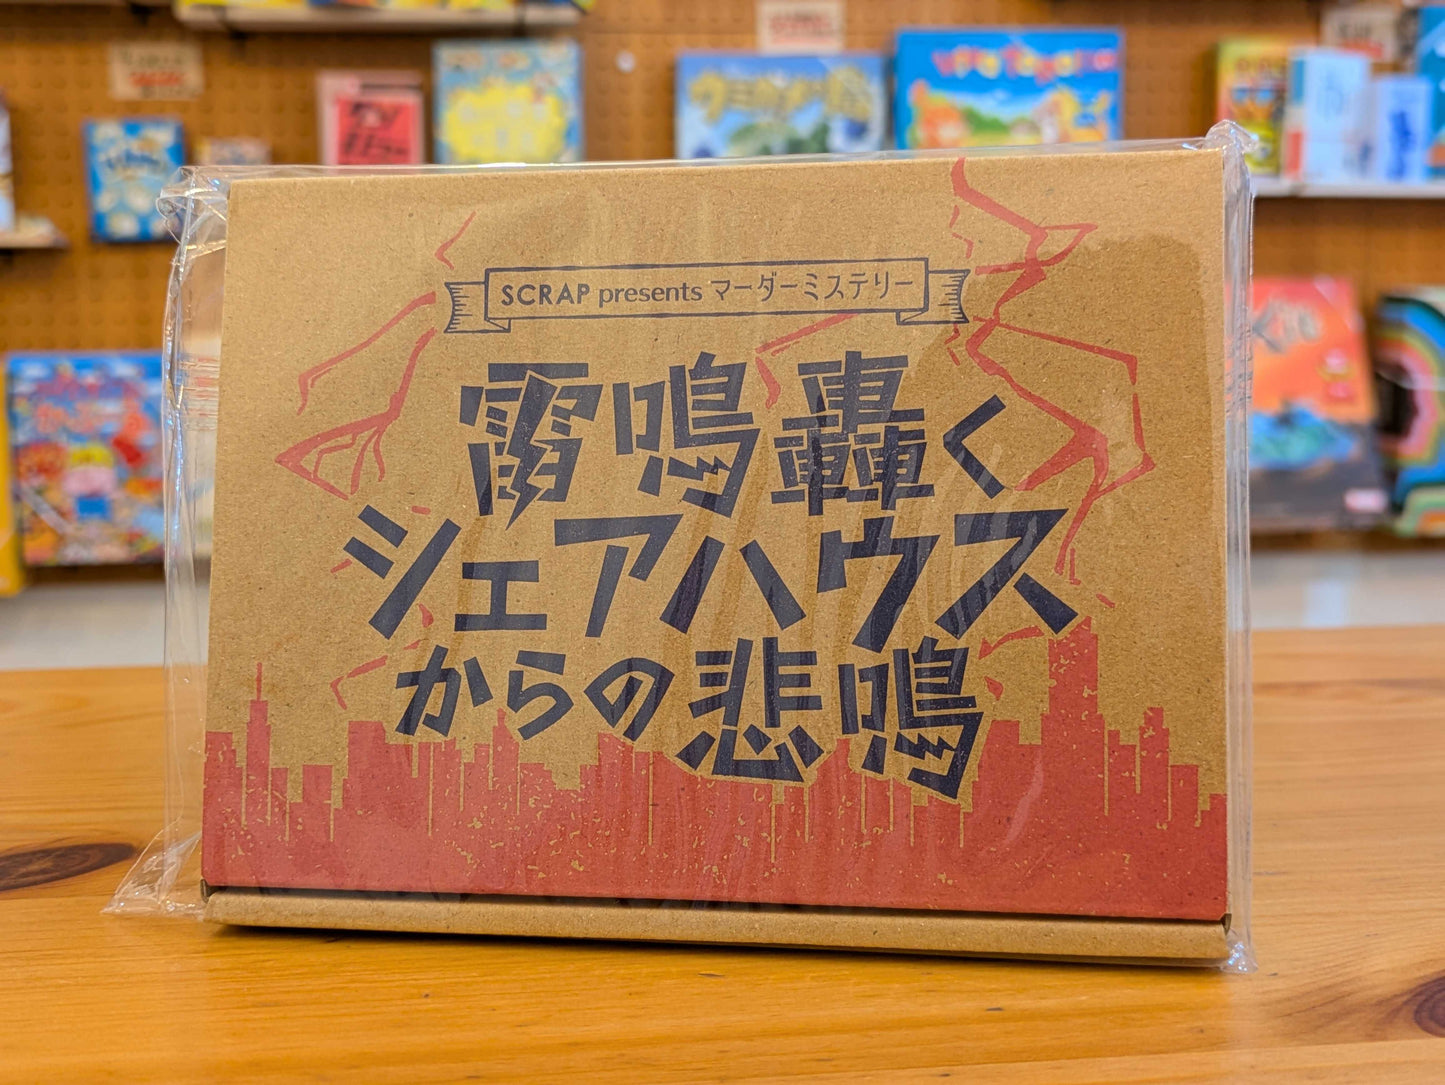 SCRAP presents マーダーミステリー
雷鳴轟く
シェアハウス
からの悲鳴